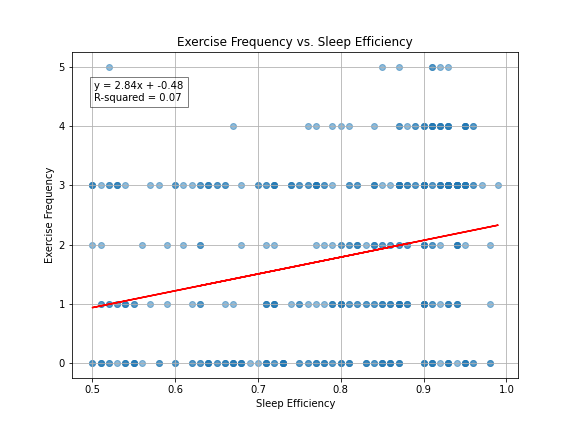 Exercise Frequency vs. Sleep Efficiency
y = 2.84x + -0.48
R-squared = 0.07
Exercise Frequency
5
4
3
2
1
0
0.5 0.6 0.7 0.8 0.9 1.0
Sleep Efficiency